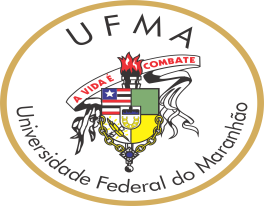 UFMA
A VIDA É COMBATE
Universidade Federal do Maranhão